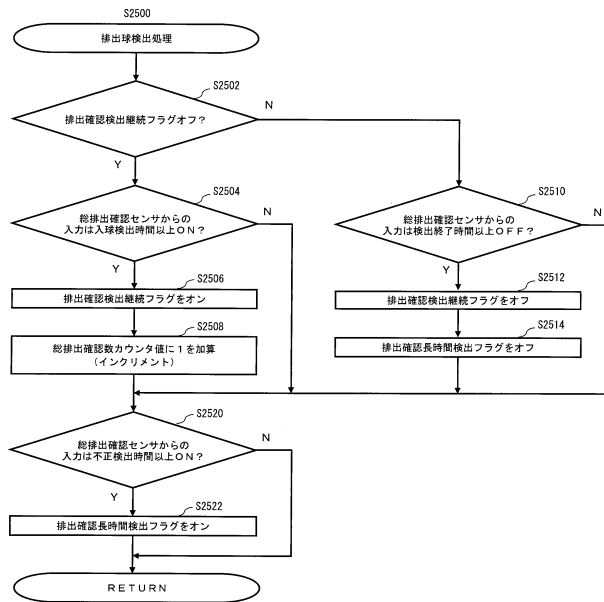 S2500
排出球検出処理
S2502
排出確認検出継続フラグオフ？
N
Y
S2504
総排出確認センサからの
入力は入球検出時間以上ＯＮ？
N
Y
S2510
総排出確認センサからの
入力は検出終了時間以上ＯＦＦ？
N
Y
S2506
排出確認検出継続フラグをオン
S2512
排出確認検出継続フラグをオフ
S2508
総排出確認数カウンタ値に１を加算
（インクリメント）
S2514
排出確認長時間検出フラグをオフ
S2520
総排出確認センサからの
入力は不正検出時間以上ＯＮ？
N
Y
S2522
排出確認長時間検出フラグをオン
ＲＥＴＵＲＮ